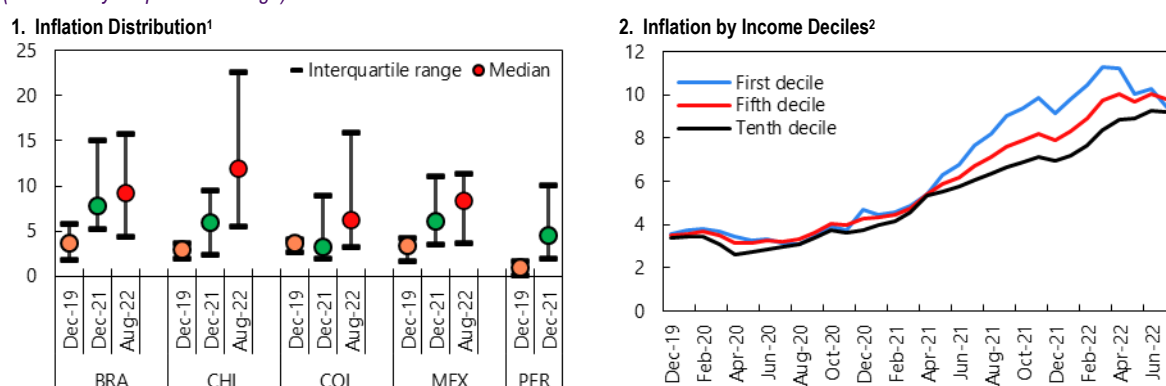 1. Inflation Distribution¹
25
20
15
10
5
0
Interquartile range
Median
Dec-19
Dec-21
Aug-22
Dec-19
Dec-21
Aug-22
Dec-19
Dec-21
Aug-22
Dec-19
Dec-21
Aug-22
Dec-19
Dec-21
BRA
CHI
COL
MEX
PER
2. Inflation by Income Deciles²
12
10
8
6
4
2
0
First decile
Fifth decile
Tenth decile
Dec-19
Feb-20
Apr-20
Jun-20
Aug-20
Oct-20
Dec-20
Feb-21
Apr-21
Jun-21
Aug-21
Oct-21
Dec-21
Feb-22
Apr-22
Jun-22